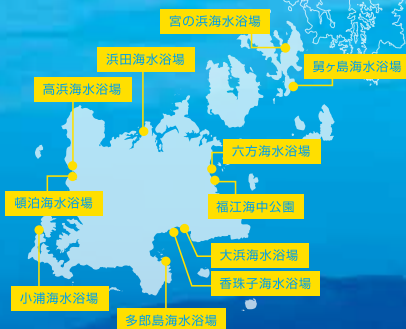 宮の浜海水浴場
浜田海水浴場
舅ヶ島海水浴場
高浜海水浴場
六方海水浴場
頓泊海水浴場
福江海中公園
大浜海水浴場
香珠子海水浴場
小浦海水浴場
多郎島海水浴場